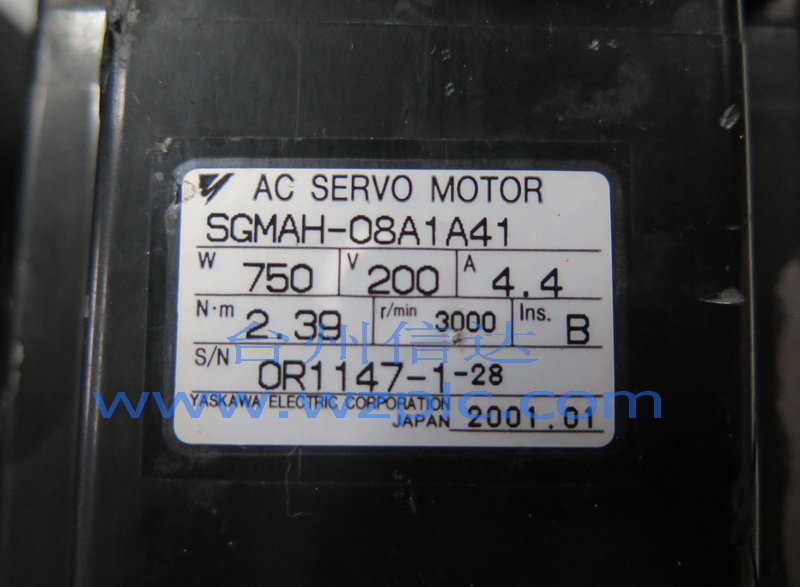 AC SERVO MOTOR
SGMAH-08A1A41
W 750 V 200 A 4.4
N·m 2.39 r/min 3000 Ins. B
台州信达
S/N OR1147-1-28
www.wzplc.com
YASKAWA ELECTRIC CORPORATION
JAPAN 2001.01